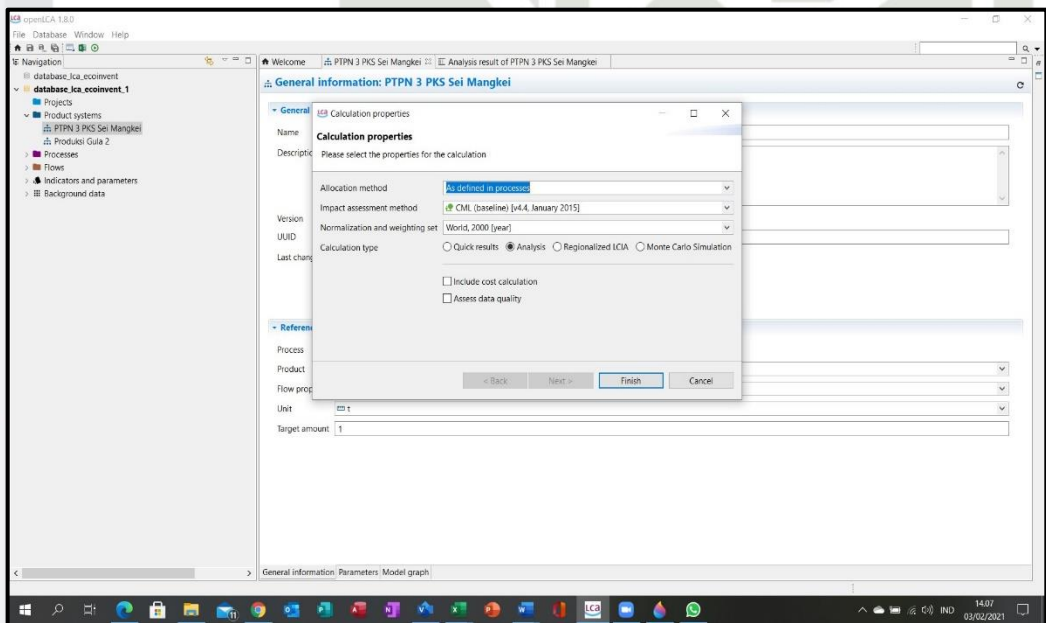 openLCA 1.8.0
File Database Window Help
Navigation
Welcome
PTPN 3 PKS Sei Mangkei
Analysis result of PTPN 3 PKS Sei Mangkei
database_lca_ecoinvent
database_lca_ecoinvent_1
Projects
Product systems
PTPN 3 PKS Sei Mangkei
Produksi Gula 2
Processes
Flows
Indicators and parameters
Background data
General information: PTPN 3 PKS Sei Mangkei
General
Name
Descriptic
Version
UUID
Last chang
LCA Calculation properties
Calculation properties
Please select the properties for the calculation
Allocation method As defined in processes
Impact assessment method CML (baseline) [v4.4, January 2015]
Normalization and weighting set World, 2000 [year]
Calculation type Quick results Analysis Regionalized LCIA Monte Carlo Simulation
Include cost calculation
Assess data quality
< Back Next > Finish Cancel
Referen
Process
Product
Flow prop
Unit t
Target amount 1
General information Parameters Model graph
LCA
IND
14.07
03/02/2021